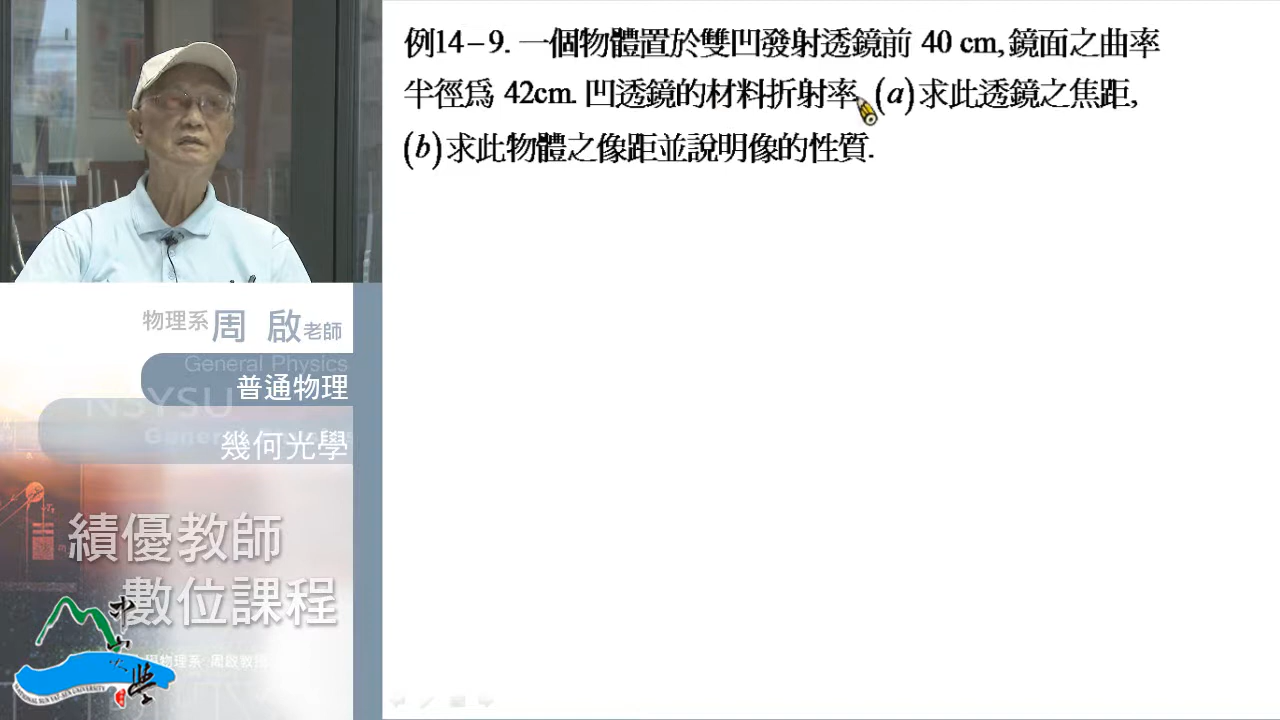 例14－9. 一個物體置於雙凹發射透鏡前 40 cm, 鏡面之曲率
半徑為 42cm. 凹透鏡的材料折射率, (a) 求此透鏡之焦距,
(b) 求此物體之像距並說明像的性質.
物理系 周 啟 老師
General Physics
普通物理
NSYSU
幾何光學
績優教師
數位課程